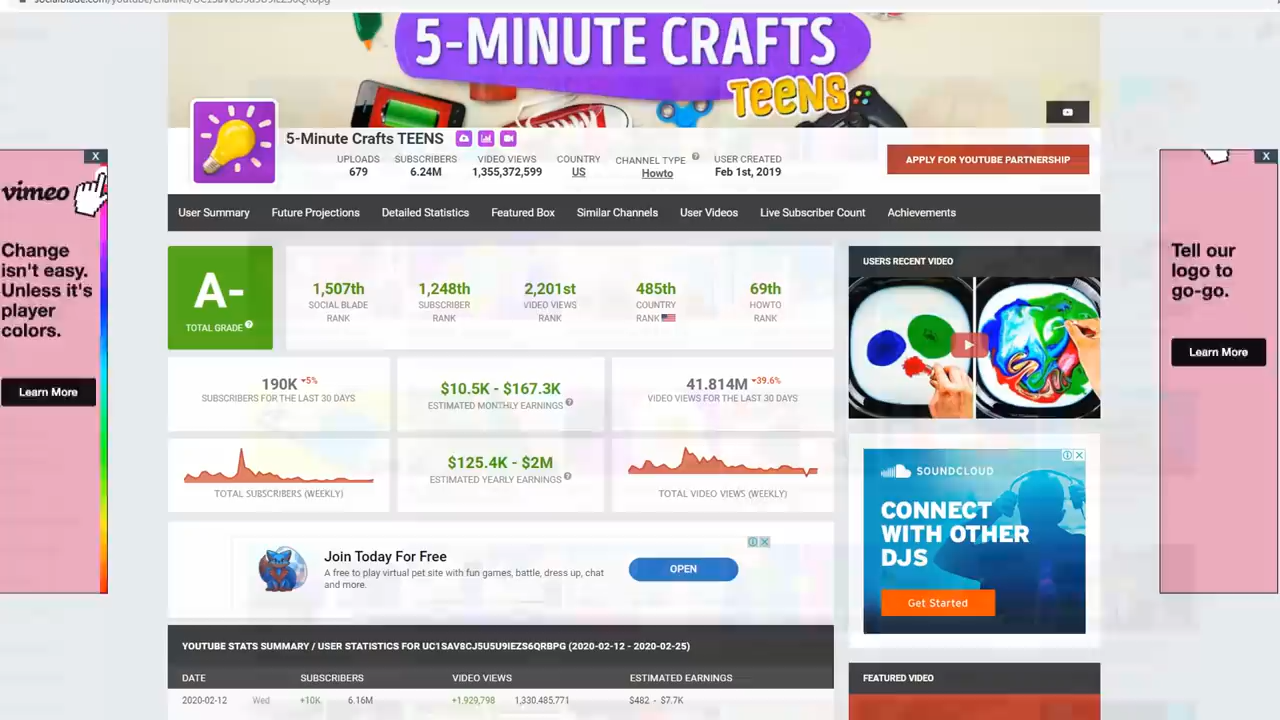 5-MINUTE CRAFTS
TEENS
5-Minute Crafts TEENS
UPLOADS
679
SUBSCRIBERS
6.24M
VIDEO VIEWS
1,355,372,599
COUNTRY
US
CHANNEL TYPE
Howto
USER CREATED
Feb 1st, 2019
APPLY FOR YOUTUBE PARTNERSHIP
User Summary
Future Projections
Detailed Statistics
Featured Box
Similar Channels
User Videos
Live Subscriber Count
Achievements
X
vimeo
Change
isn't easy.
Unless it's
player
colors.
Learn More
A-
TOTAL GRADE
1,507th
SOCIAL BLADE
RANK
1,248th
SUBSCRIBER
RANK
2,201st
VIDEO VIEWS
RANK
485th
COUNTRY
RANK
69th
HOWTO
RANK
190K 5%
SUBSCRIBERS FOR THE LAST 30 DAYS
$10.5K - $167.3K
ESTIMATED MONTHLY EARNINGS
41.814M -39.6%
VIDEO VIEWS FOR THE LAST 30 DAYS
TOTAL SUBSCRIBERS (WEEKLY)
$125.4K - $2M
ESTIMATED YEARLY EARNINGS
TOTAL VIDEO VIEWS (WEEKLY)
Join Today For Free
A free to play virtual pet site with fun games, battle, dress up, chat
and more.
OPEN
YOUTUBE STATS SUMMARY / USER STATISTICS FOR UC1SAV8CJ5U5U9IEZS6QRBPG (2020-02-12 - 2020-02-25)
DATE SUBSCRIBERS VIDEO VIEWS ESTIMATED EARNINGS
2020-02-12 Wed +10K 6.16M +1,929,798 1,330,485,771 $482 - $7.7K
USERS RECENT VIDEO
SOUNDCLOUD
CONNECT
WITH OTHER
DJS
Get Started
FEATURED VIDEO
X
Tell our
logo to
go-go.
Learn More